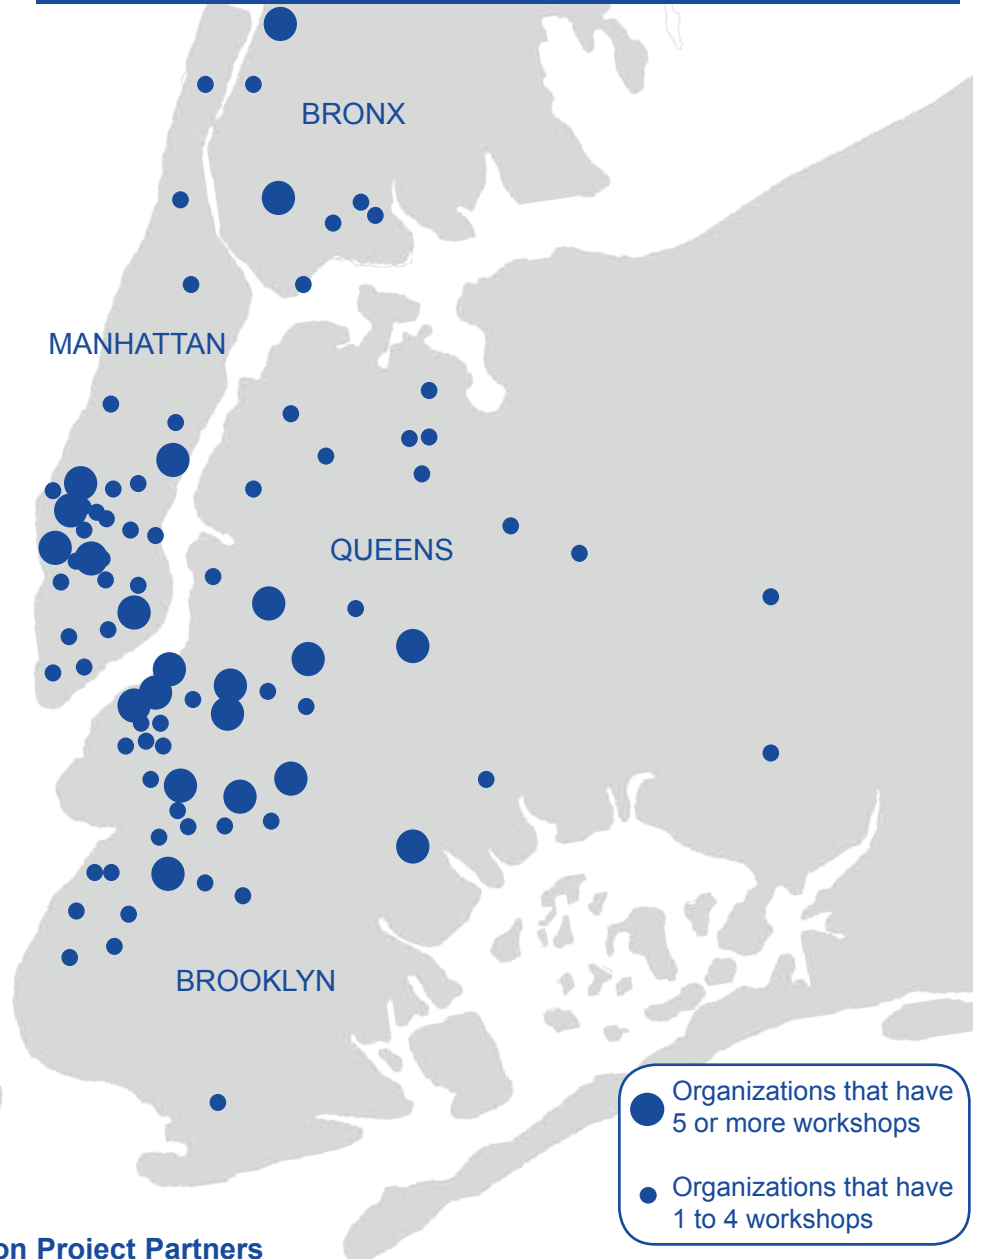 BRONX
MANHATTAN
QUEENS
BROOKLYN
Organizations that have
5 or more workshops
Organizations that have
1 to 4 workshops
on Project Partners